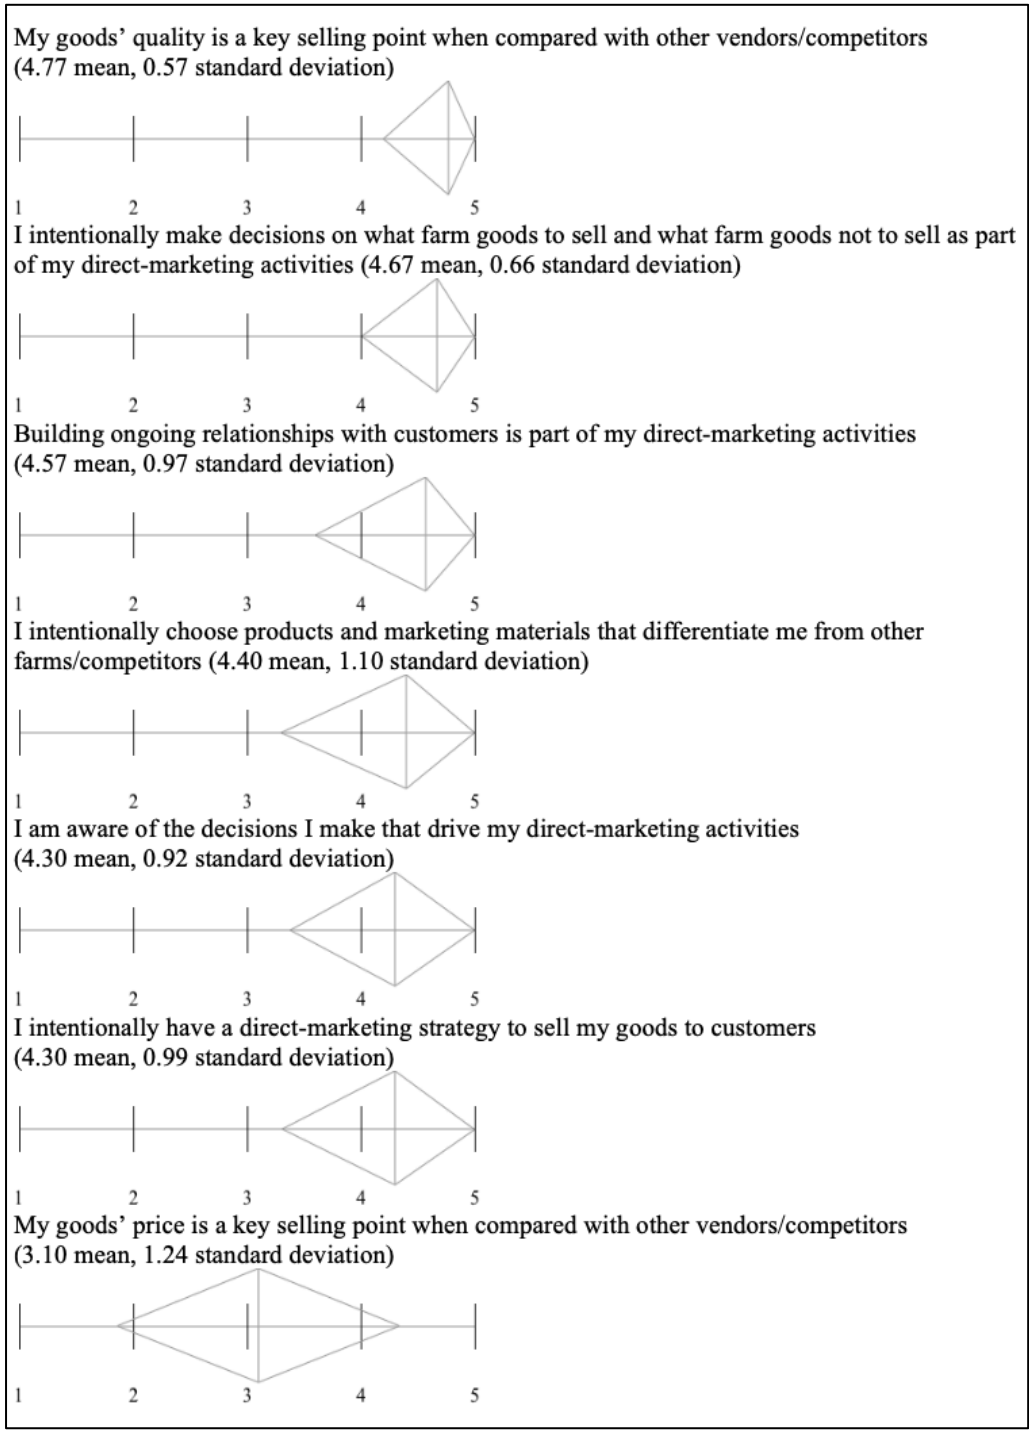 My goods’ quality is a key selling point when compared with other vendors/competitors
(4.77 mean, 0.57 standard deviation)
1 2 3 4 5
I intentionally make decisions on what farm goods to sell and what farm goods not to sell as part
of my direct-marketing activities (4.67 mean, 0.66 standard deviation)
1 2 3 4 5
Building ongoing relationships with customers is part of my direct-marketing activities
(4.57 mean, 0.97 standard deviation)
1 2 3 4 5
I intentionally choose products and marketing materials that differentiate me from other
farms/competitors (4.40 mean, 1.10 standard deviation)
1 2 3 4 5
I am aware of the decisions I make that drive my direct-marketing activities
(4.30 mean, 0.92 standard deviation)
1 2 3 4 5
I intentionally have a direct-marketing strategy to sell my goods to customers
(4.30 mean, 0.99 standard deviation)
1 2 3 4 5
My goods’ price is a key selling point when compared with other vendors/competitors
(3.10 mean, 1.24 standard deviation)
1 2 3 4 5